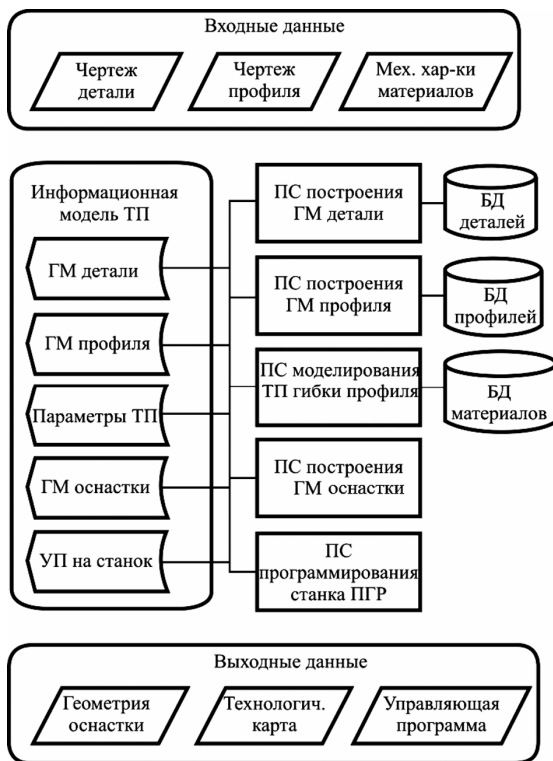 Входные данные
Чертеж
детали
Чертеж
профиля
Мех. хар-ки
материалов
Информационная
модель ТП
ГМ детали
ГМ профиля
Параметры ТП
ГМ оснастки
УП на станок
ПС построения
ГМ детали
ПС построения
ГМ профиля
ПС моделирования
ТП гибки профиля
ПС построения
ГМ оснастки
ПС
программирования
станка ПГР
БД
деталей
БД
профилей
БД
материалов
Выходные данные
Геометрия
оснастки
Технологич.
карта
Управляющая
программа